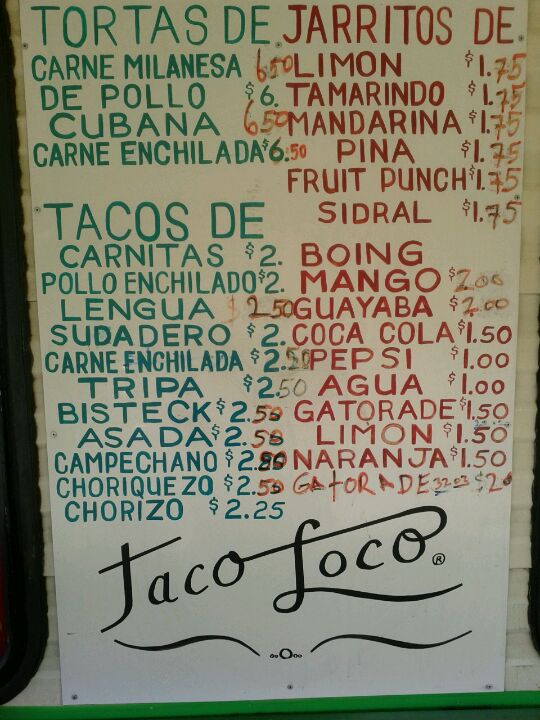 TORTAS DE
CARNE MILANESA 6.50
DE POLLO $6.
CUBANA 6.50
CARNE ENCHILADA $6.50
TACOS DE
CARNITAS $2.
POLLO ENCHILADO $2.
LENGUA $2.50
SUDADERO $2.
CARNE ENCHILADA $2.50
TRIPA $2.50
BISTECK $2.50
ASADA $2.50
CAMPECHANO
CHORIQUEZO $2.50
CHORIZO $2.25
JARRITOS DE
LIMON $1.75
TAMARINDO $1.75
MANDARINA $1.75
PINA $1.75
FRUIT PUNCH $1.75
SIDRAL $1.75
BOING
MANGO $2.00
GUAYABA $2.00
COCA COLA $1.50
PEPSI $1.00
AGUA $1.00
GATORADE $1.50
LIMON $1.50
NARANJA $1.50
GATORADE $2.0
Taco Loco ®